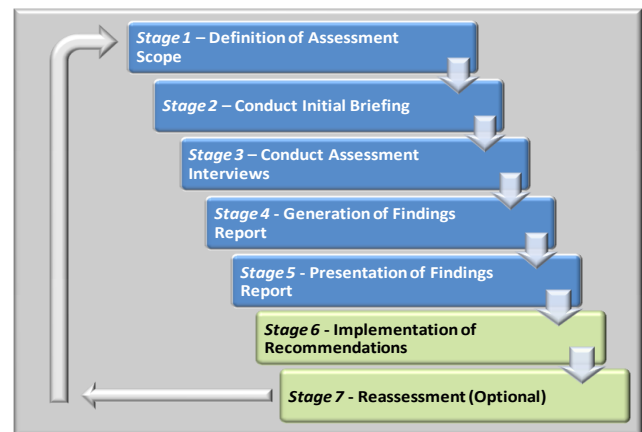 Stage 1 – Definition of Assessment
Scope
Stage 2 – Conduct Initial Briefing
Stage 3 – Conduct Assessment
Interviews
Stage 4 - Generation of Findings
Report
Stage 5 - Presentation of Findings
Report
Stage 6 - Implementation of
Recommendations
Stage 7 - Reassessment (Optional)